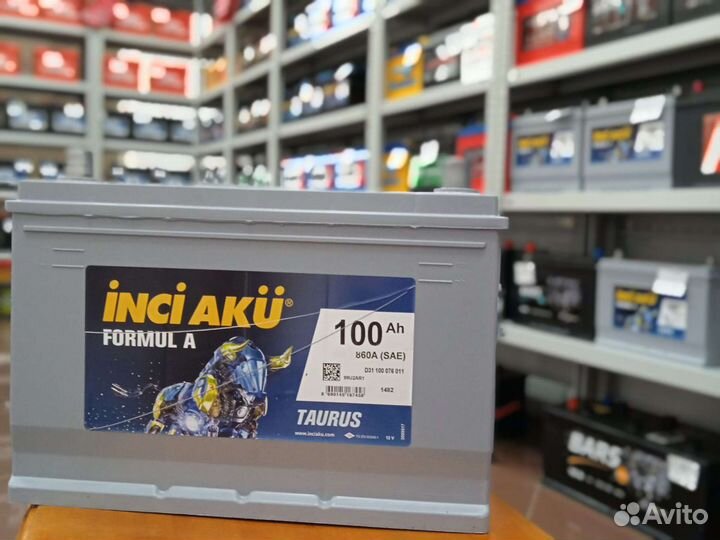 İNCİ AKÜ®
FORMUL A
100 Ah
860A (SAE)
D31 100 076 011
1482
TAURUS
www.inciaku.com
12 V
BARS
Avito